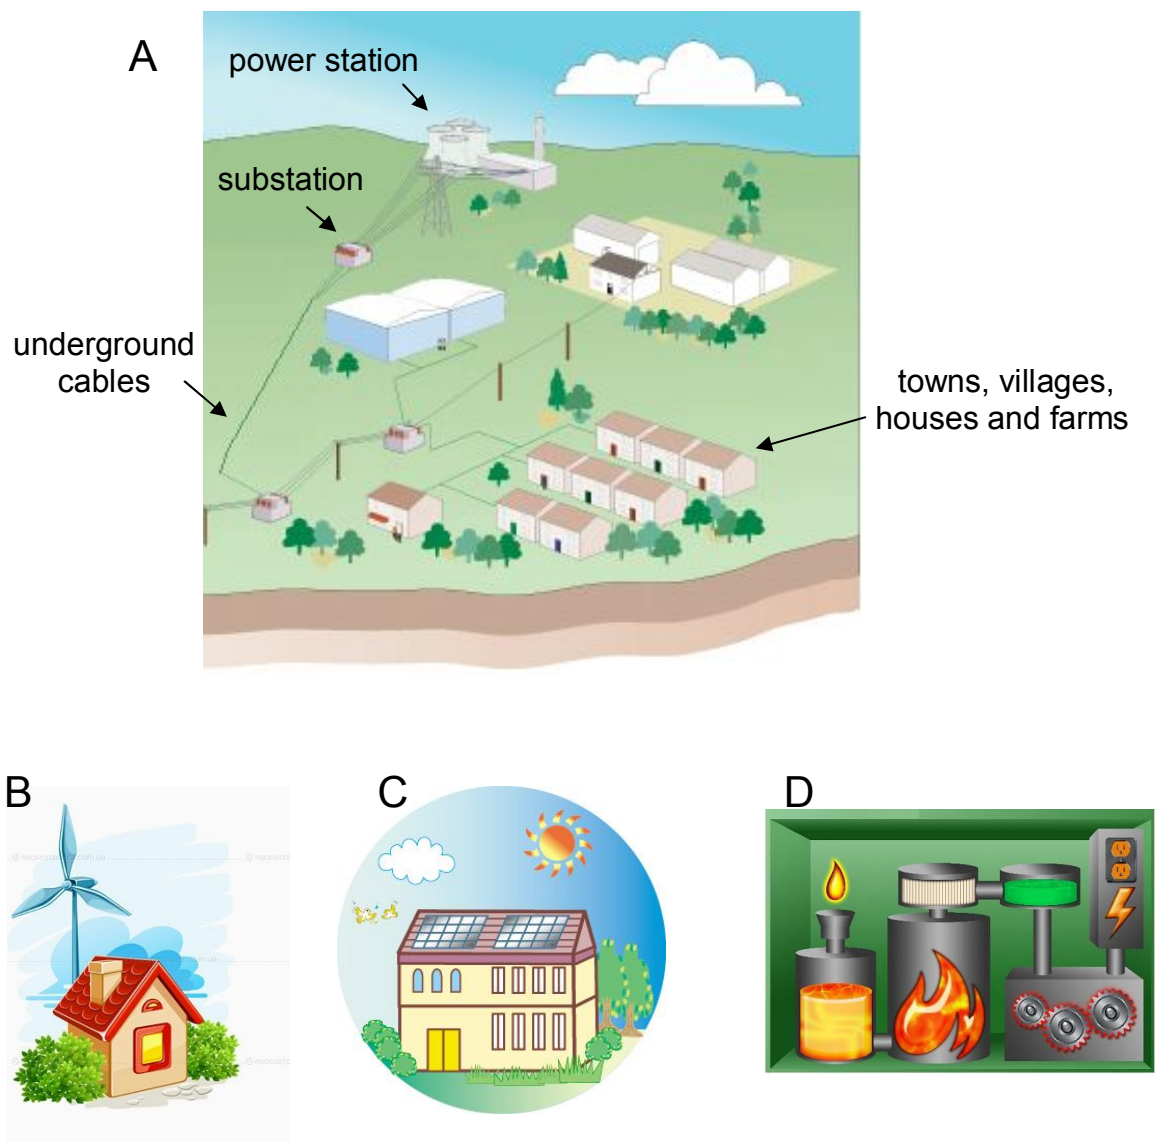 A
power station
substation
underground
cables
towns, villages,
houses and farms
B
C
D